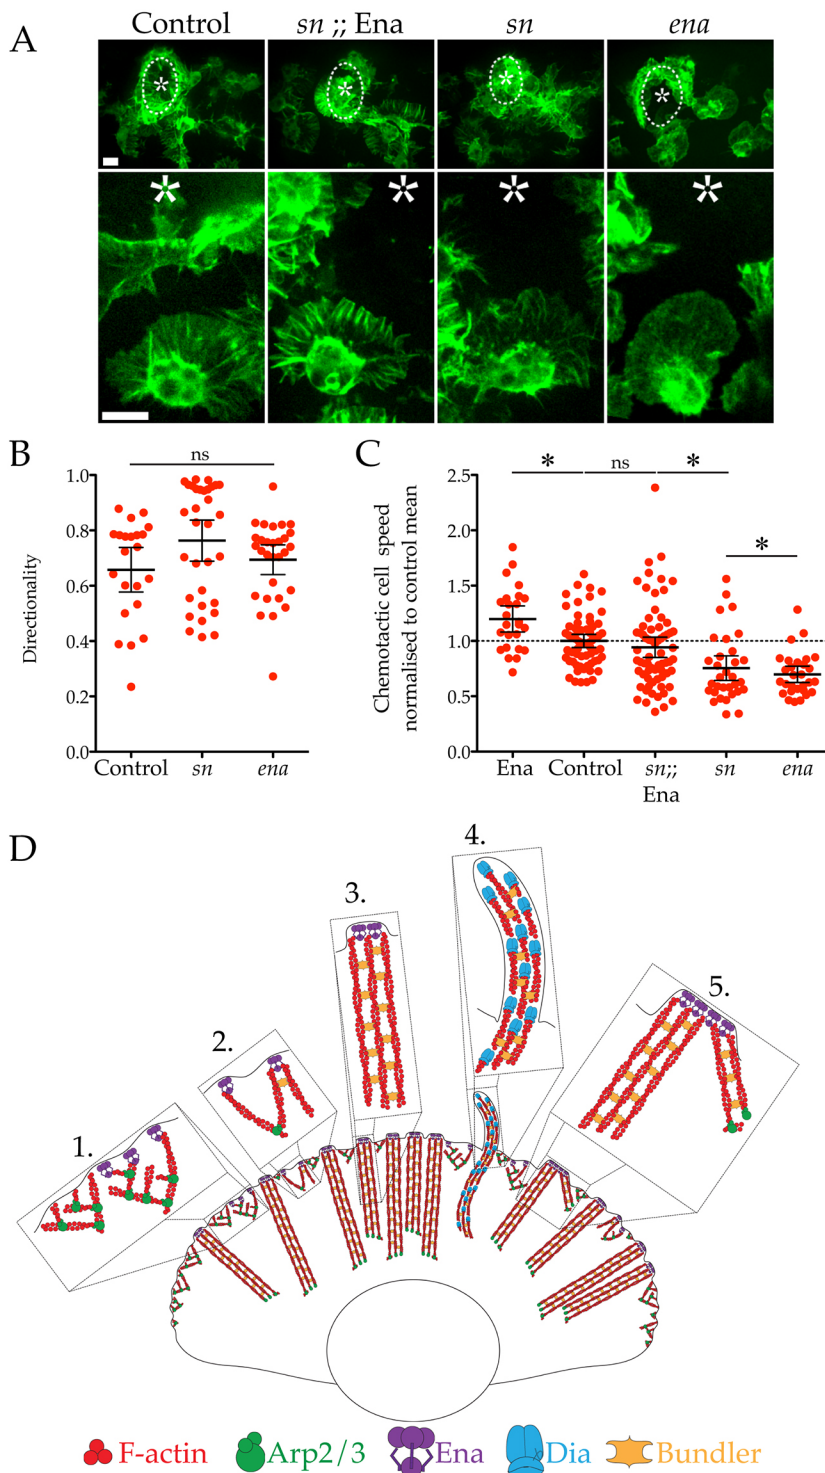 A
Control
sn ;; Ena
sn
ena
*
*
*
*
*
*
*
*
B
ns
1.0
0.8
0.6
0.4
0.2
0.0
Directionality
Control
sn
ena
C
*
ns
*
*
2.5
2.0
1.5
1.0
0.5
0.0
Chemotactic cell speed
normalised to control mean
Ena
Control
sn;;
Ena
sn
ena
D
1.
2.
3.
4.
5.
F-actin
Arp2/3
Ena
Dia
Bundler